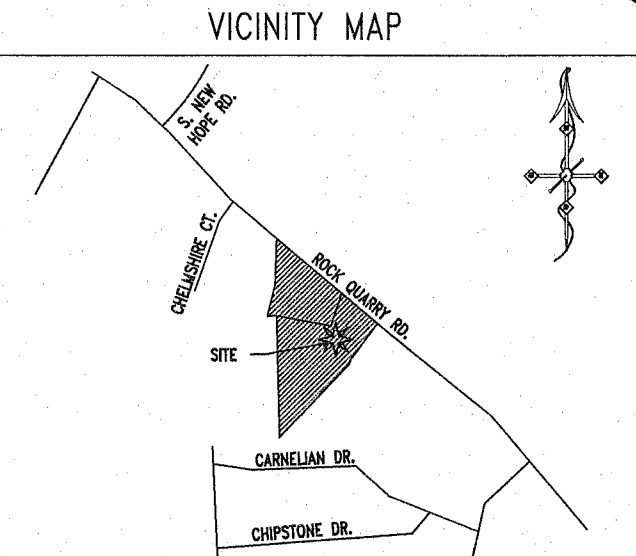 VICINITY MAP
S. NEW
HOPE RD.
CHELMSHIRE CT.
ROCK QUARRY RD.
SITE
CARNELIAN DR.
CHIPSTONE DR.